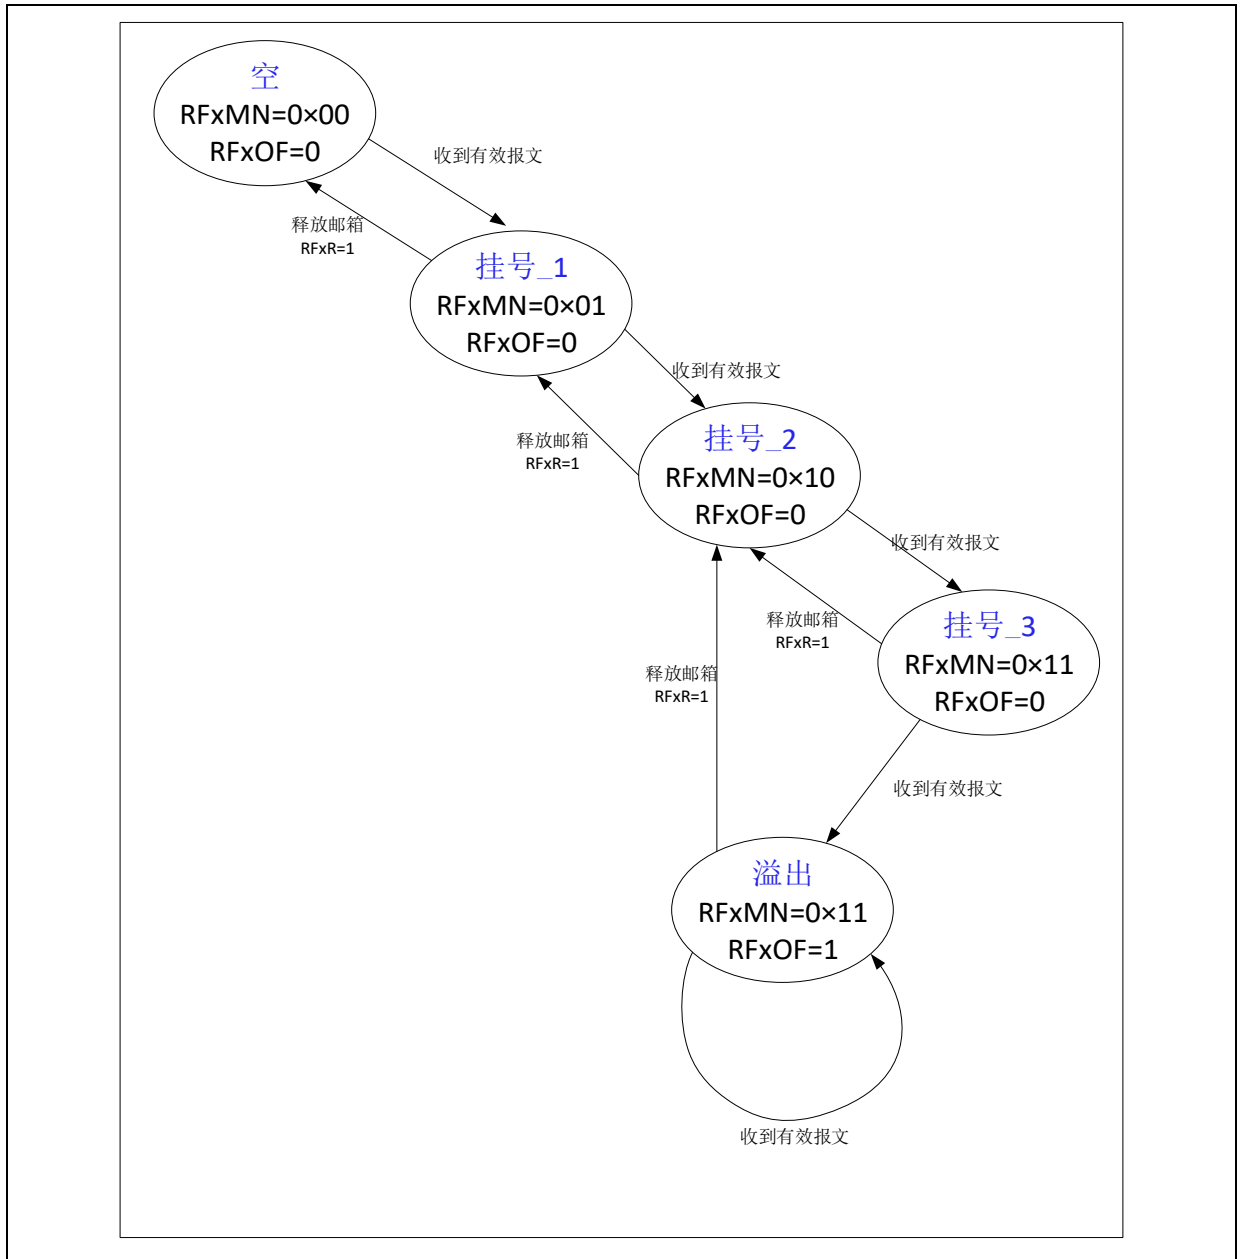 空
RFxMN=0×00
RFxOF=0
收到有效报文
释放邮箱
RFxR=1
挂号_1
RFxMN=0×01
RFxOF=0
收到有效报文
释放邮箱
RFxR=1
挂号_2
RFxMN=0×10
RFxOF=0
收到有效报文
释放邮箱
RFxR=1
挂号_3
RFxMN=0×11
RFxOF=0
释放邮箱
RFxR=1
收到有效报文
溢出
RFxMN=0×11
RFxOF=1
收到有效报文